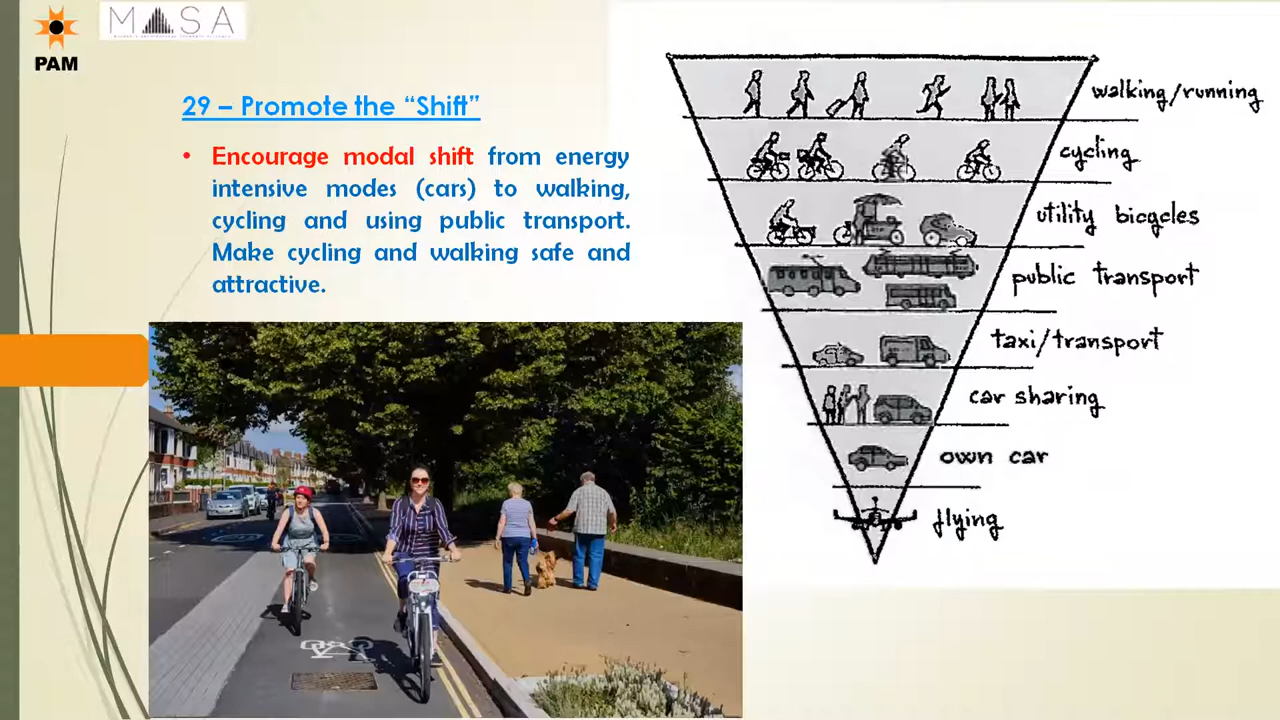 MASA
PAM
29 – Promote the “Shift”
• Encourage modal shift from energy
intensive modes (cars) to walking,
cycling and using public transport.
Make cycling and walking safe and
attractive.
walking/running
cycling
utility bicycles
public transport
taxi/transport
car sharing
own car
flying